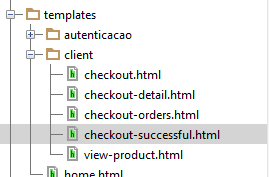 templates
autenticacao
client
checkout.html
checkout-detail.html
checkout-orders.html
checkout-successful.html
view-product.html
home.html